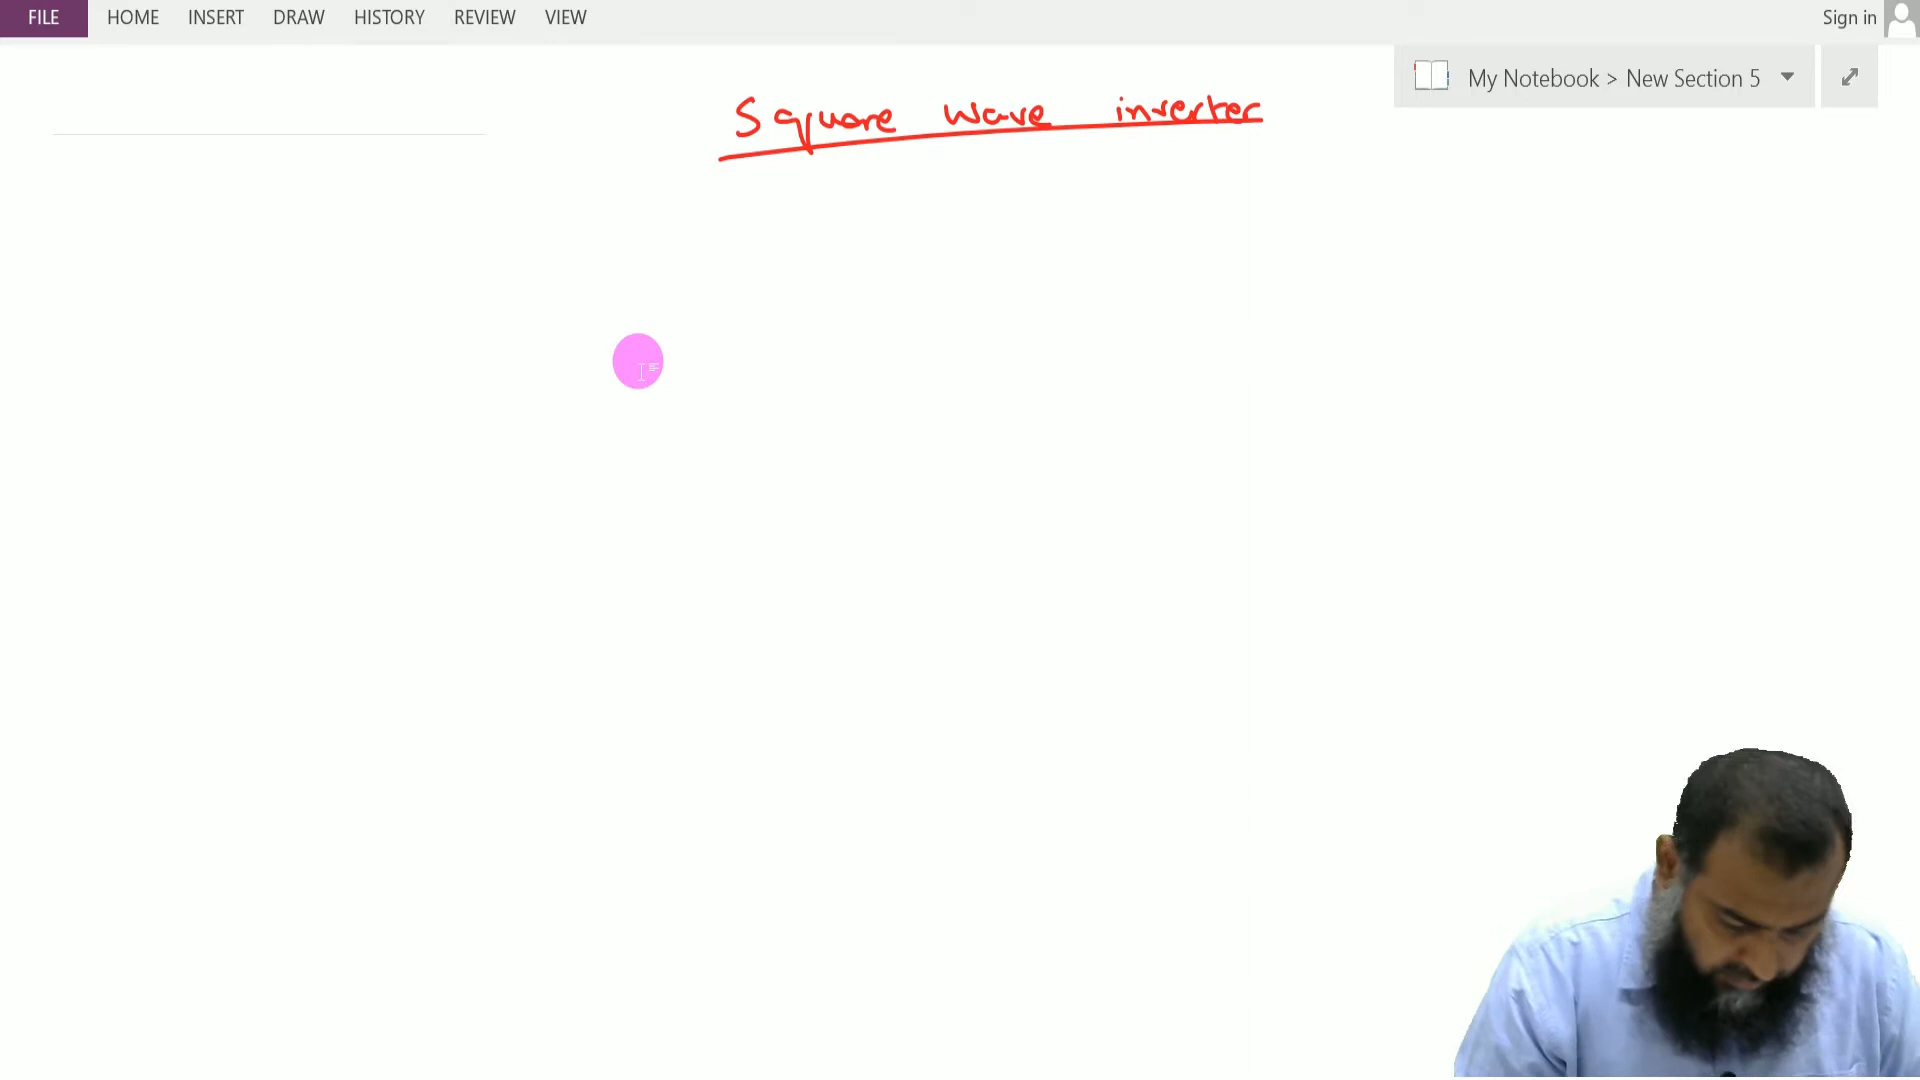 FILE HOME INSERT DRAW HISTORY REVIEW VIEW Sign in
My Notebook > New Section 5
Square wave inverter